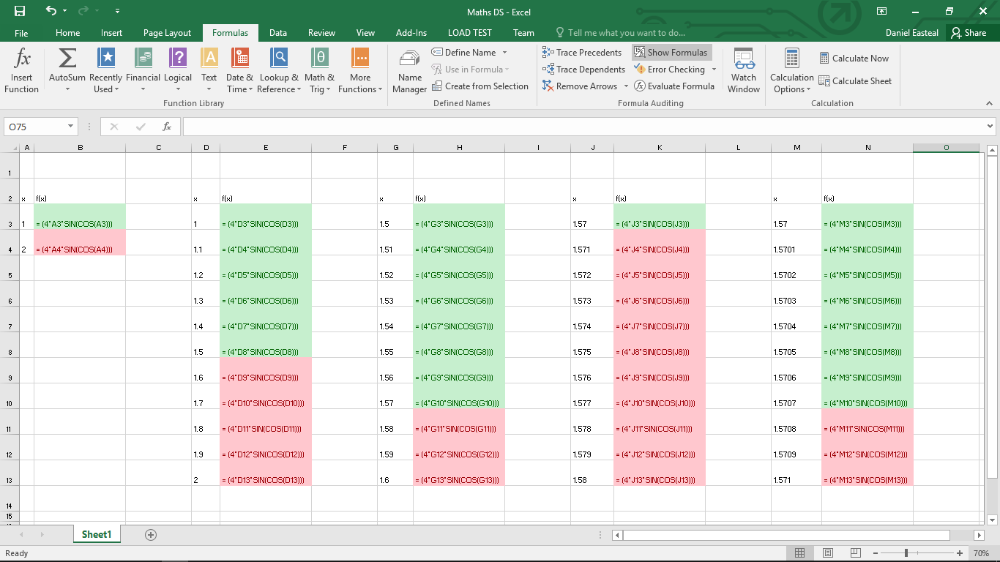 Maths DS - Excel
File Home Insert Page Layout Formulas Data Review View Add-Ins LOAD TEST Team Tell me what you want to do... Daniel Easteal Share
Insert Function
AutoSum
Recently Used
Financial
Logical
Text
Date & Time
Lookup & Reference
Math & Trig
More Functions
Function Library
Name Manager
Define Name
Use in Formula
Create from Selection
Defined Names
Trace Precedents
Trace Dependents
Remove Arrows
Show Formulas
Error Checking
Evaluate Formula
Formula Auditing
Watch Window
Calculation Options
Calculate Now
Calculate Sheet
Calculation
O75 fx
A B C D E F G H I J K L M N O
1
2 x f(x) x f(x) x f(x) x f(x) x f(x)
3 1 = (4*A3*SIN(COS(A3))) 1 = (4*D3*SIN(COS(D3))) 1.5 = (4*G3*SIN(COS(G3))) 1.57 = (4*J3*SIN(COS(J3))) 1.57 = (4*M3*SIN(COS(M3)))
4 2 = (4*A4*SIN(COS(A4))) 1.1 = (4*D4*SIN(COS(D4))) 1.51 = (4*G4*SIN(COS(G4))) 1.571 = (4*J4*SIN(COS(J4))) 1.5701 = (4*M4*SIN(COS(M4)))
5 1.2 = (4*D5*SIN(COS(D5))) 1.52 = (4*G5*SIN(COS(G5))) 1.572 = (4*J5*SIN(COS(J5))) 1.5702 = (4*M5*SIN(COS(M5)))
6 1.3 = (4*D6*SIN(COS(D6))) 1.53 = (4*G6*SIN(COS(G6))) 1.573 = (4*J6*SIN(COS(J6))) 1.5703 = (4*M6*SIN(COS(M6)))
7 1.4 = (4*D7*SIN(COS(D7))) 1.54 = (4*G7*SIN(COS(G7))) 1.574 = (4*J7*SIN(COS(J7))) 1.5704 = (4*M7*SIN(COS(M7)))
8 1.5 = (4*D8*SIN(COS(D8))) 1.55 = (4*G8*SIN(COS(G8))) 1.575 = (4*J8*SIN(COS(J8))) 1.5705 = (4*M8*SIN(COS(M8)))
9 1.6 = (4*D9*SIN(COS(D9))) 1.56 = (4*G9*SIN(COS(G9))) 1.576 = (4*J9*SIN(COS(J9))) 1.5706 = (4*M9*SIN(COS(M9)))
10 1.7 = (4*D10*SIN(COS(D10))) 1.57 = (4*G10*SIN(COS(G10))) 1.577 = (4*J10*SIN(COS(J10))) 1.5707 = (4*M10*SIN(COS(M10)))
11 1.8 = (4*D11*SIN(COS(D11))) 1.58 = (4*G11*SIN(COS(G11))) 1.578 = (4*J11*SIN(COS(J11))) 1.5708 = (4*M11*SIN(COS(M11)))
12 1.9 = (4*D12*SIN(COS(D12))) 1.59 = (4*G12*SIN(COS(G12))) 1.579 = (4*J12*SIN(COS(J12))) 1.5709 = (4*M12*SIN(COS(M12)))
13 2 = (4*D13*SIN(COS(D13))) 1.6 = (4*G13*SIN(COS(G13))) 1.58 = (4*J13*SIN(COS(J13))) 1.571 = (4*M13*SIN(COS(M13)))
14
15
Sheet1
Ready 70%